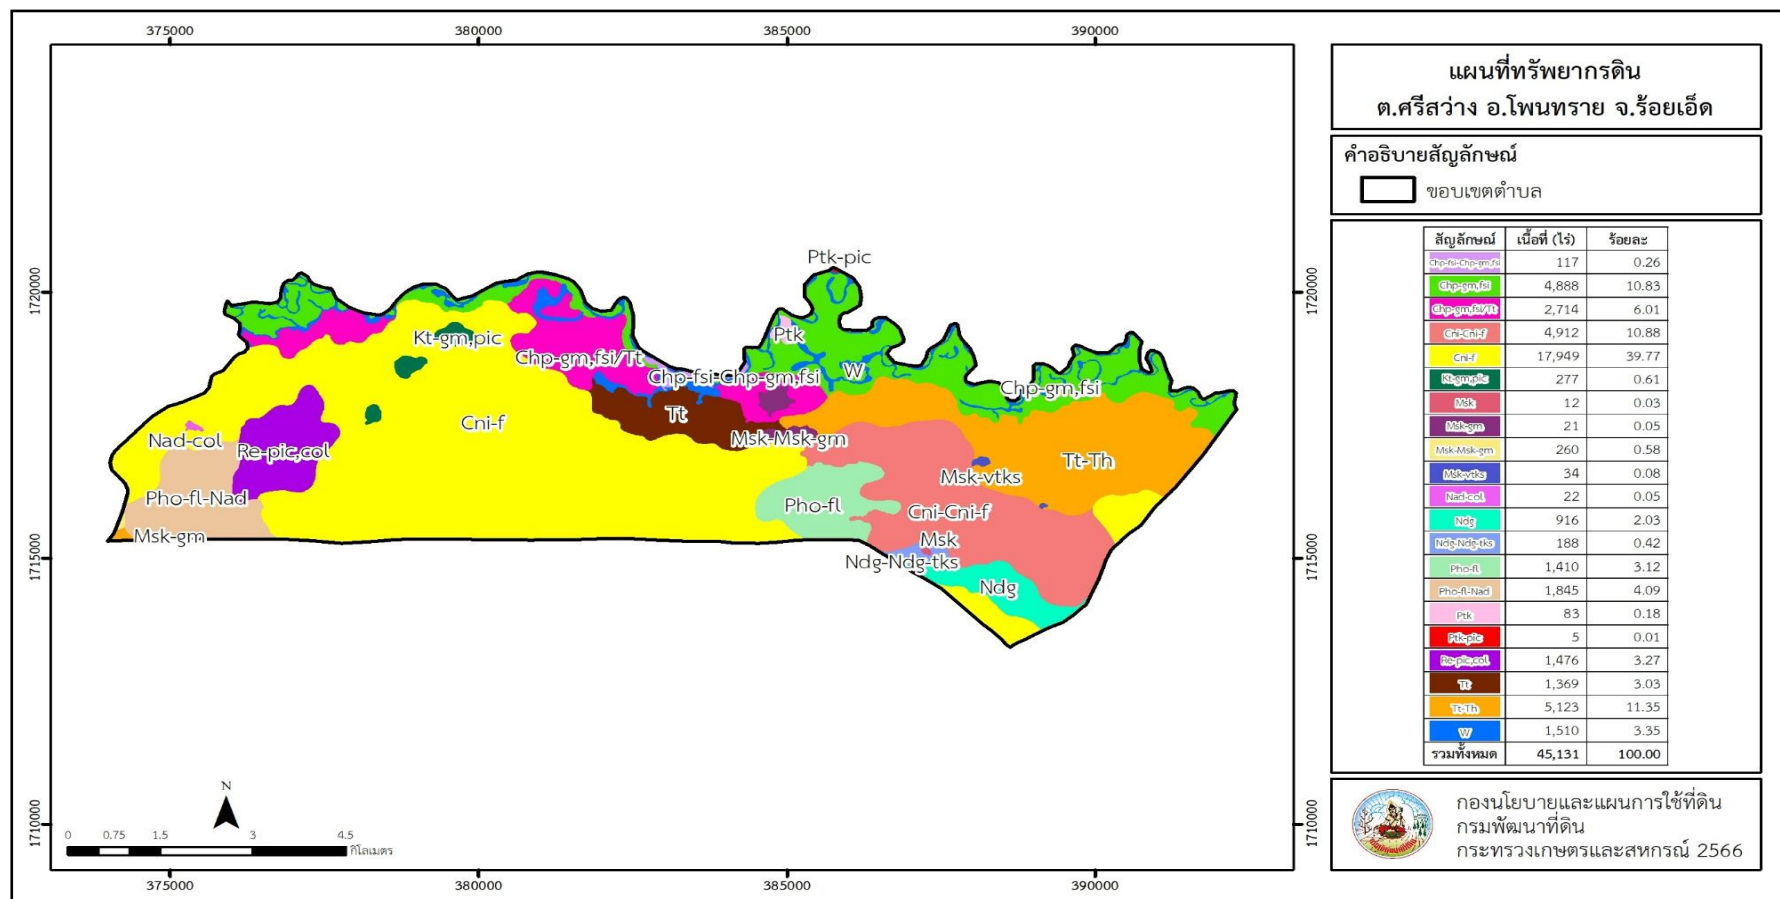 375000 380000 385000 390000
1720000
1715000
1710000
1720000
1715000
1710000
Ptk-pic
Ptk
Kt-gm,pic
Chp-gm,fsi/Tt
Chp-fsi-Chp-gm,fsi
W
Chp-gm,fsi
Tt
Cni-f
Nad-col
Re-pic,col
Msk-Msk-gm
Tt-Th
Msk-vtks
Pho-fl-Nad
Pho-fl
Cni-Cni-f
Msk-gm
Msk
Ndg-Ndg-tks
Ndg
N
0 0.75 1.5 3 4.5
กิโลเมตร
375000 380000 385000 390000
แผนที่ทรัพยากรดิน
ต.ศรีสว่าง อ.โพนทราย จ.ร้อยเอ็ด
คำอธิบายสัญลักษณ์
ขอบเขตตำบล
สัญลักษณ์ เนื้อที่ (ไร่) ร้อยละ
Chp-fsi-Chp-gm,fsi 117 0.26
Chp-gm,fsi 4,888 10.83
Chp-gm,fsi/Tt 2,714 6.01
Cni-Cni-f 4,912 10.88
Cni-f 17,949 39.77
Kt-gm,pic 277 0.61
Msk 12 0.03
Msk-gm 21 0.05
Msk-Msk-gm 260 0.58
Msk-vtks 34 0.08
Nad-col 22 0.05
Ndg 916 2.03
Ndg-Ndg-tks 188 0.42
Pho-fl 1,410 3.12
Pho-fl-Nad 1,845 4.09
Ptk 83 0.18
Ptk-pic 5 0.01
Re-pic,col 1,476 3.27
Tt 1,369 3.03
Tt-Th 5,123 11.35
W 1,510 3.35
รวมทั้งหมด 45,131 100.00
กองนโยบายและแผนการใช้ที่ดิน
กรมพัฒนาที่ดิน
กระทรวงเกษตรและสหกรณ์ 2566